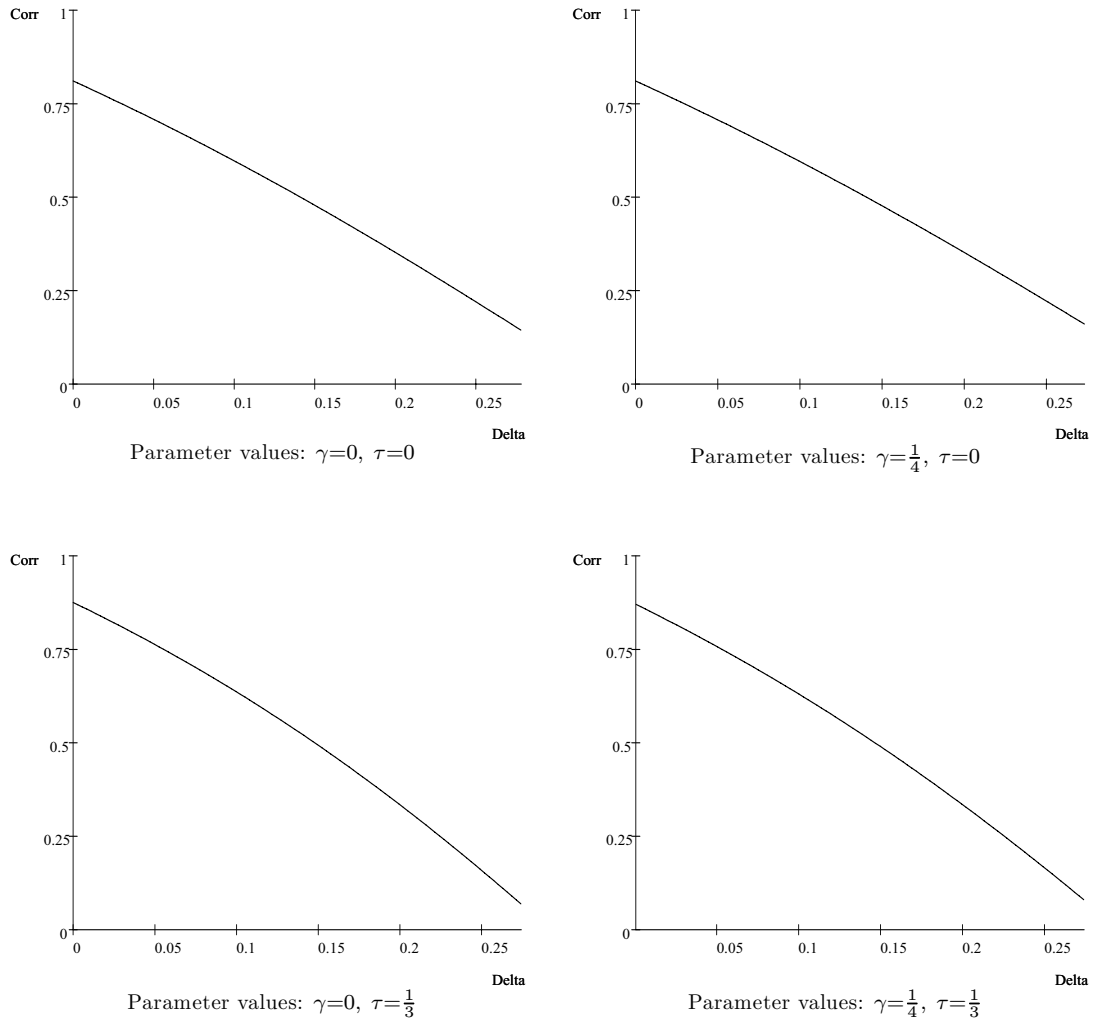 Corr
1
0.75
0.5
0.25
0
0 0.05 0.1 0.15 0.2 0.25
Delta
Parameter values: γ=0, τ=0
Corr
1
0.75
0.5
0.25
0
0 0.05 0.1 0.15 0.2 0.25
Delta
Parameter values: γ=1/4, τ=0
Corr
1
0.75
0.5
0.25
0
0 0.05 0.1 0.15 0.2 0.25
Delta
Parameter values: γ=0, τ=1/3
Corr
1
0.75
0.5
0.25
0
0.05 0.1 0.15 0.2 0.25
Delta
Parameter values: γ=1/4, τ=1/3